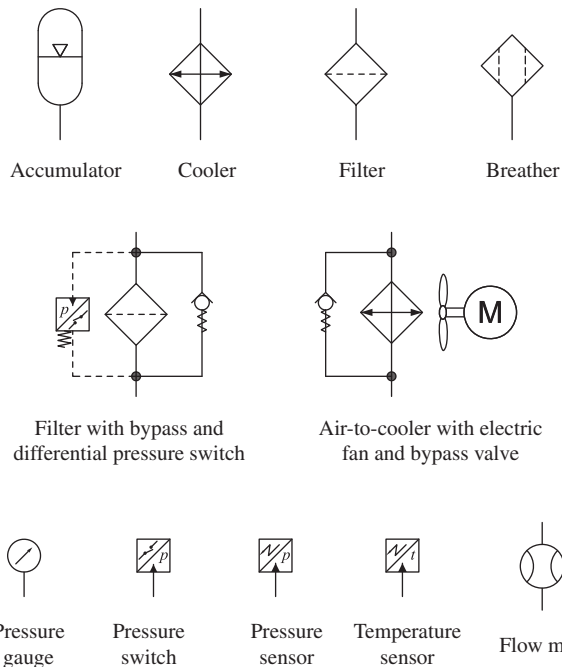 Accumulator Cooler Filter Breather
p
M
Filter with bypass and
differential pressure switch
Air-to-cooler with electric
fan and bypass valve
p p t
Pressure
gauge
Pressure
switch
Pressure
sensor
Temperature
sensor
Flow m